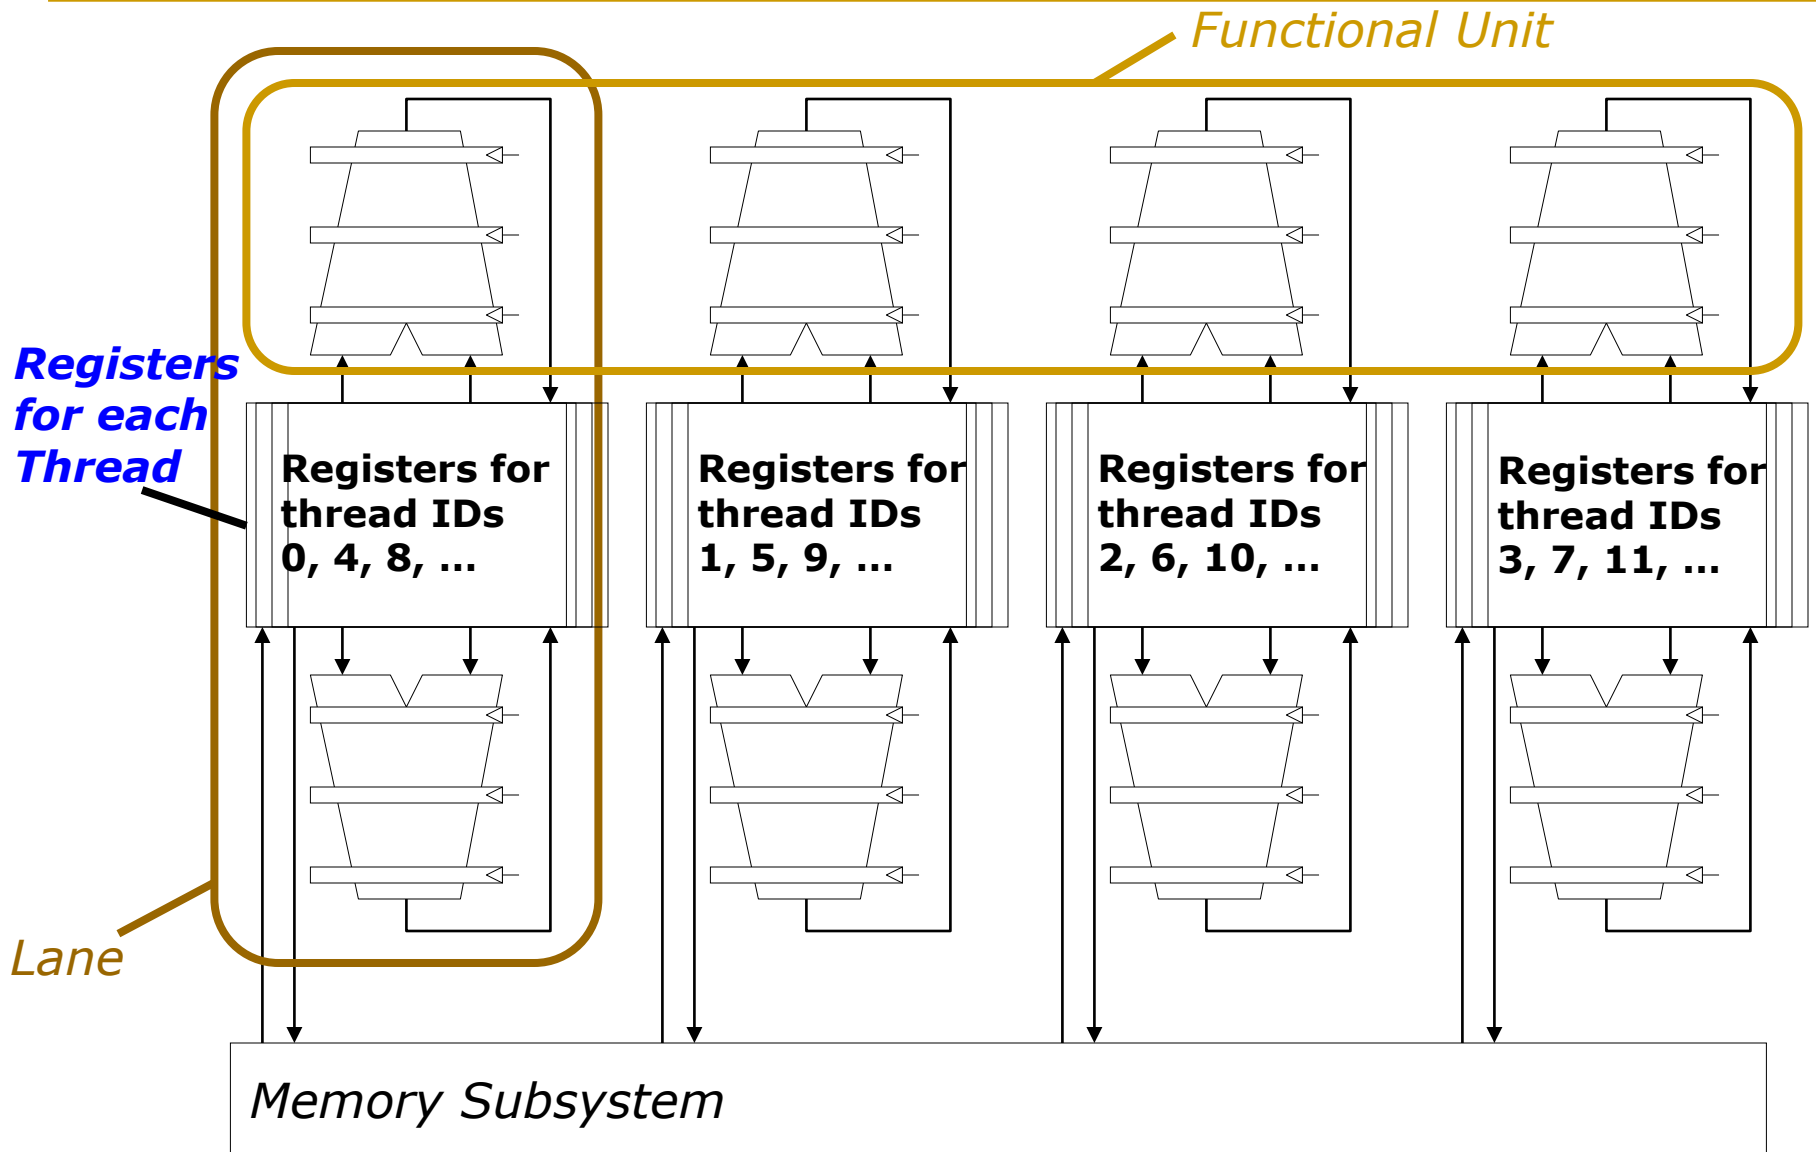 Functional Unit
Registers
for each
Thread
Registers for
thread IDs
0, 4, 8, ...
Registers for
thread IDs
1, 5, 9, ...
Registers for
thread IDs
2, 6, 10, ...
Registers for
thread IDs
3, 7, 11, ...
Lane
Memory Subsystem